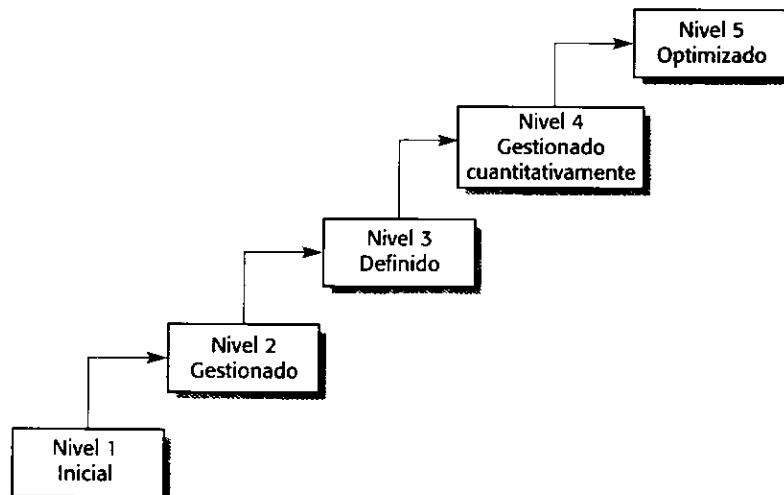 Nivel 5
Optimizado
Nivel 4
Gestionado
cuantitativamente
Nivel 3
Definido
Nivel 2
Gestionado
Nivel 1
Inicial